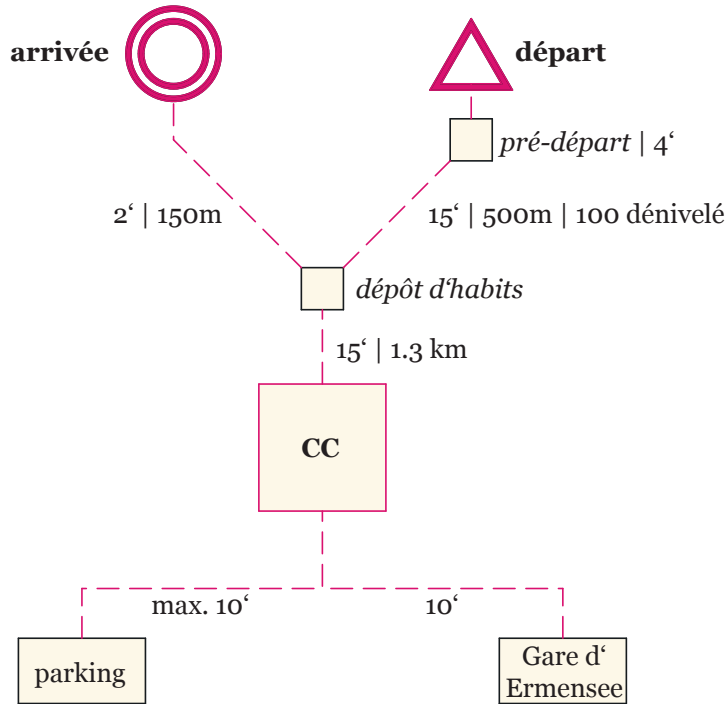 arrivée
départ
pré-départ | 4‘
2‘ | 150m
15‘ | 500m | 100 dénivelé
dépôt d‘habits
15‘ | 1.3 km
CC
max. 10‘
10‘
parking
Gare d‘
Ermensee